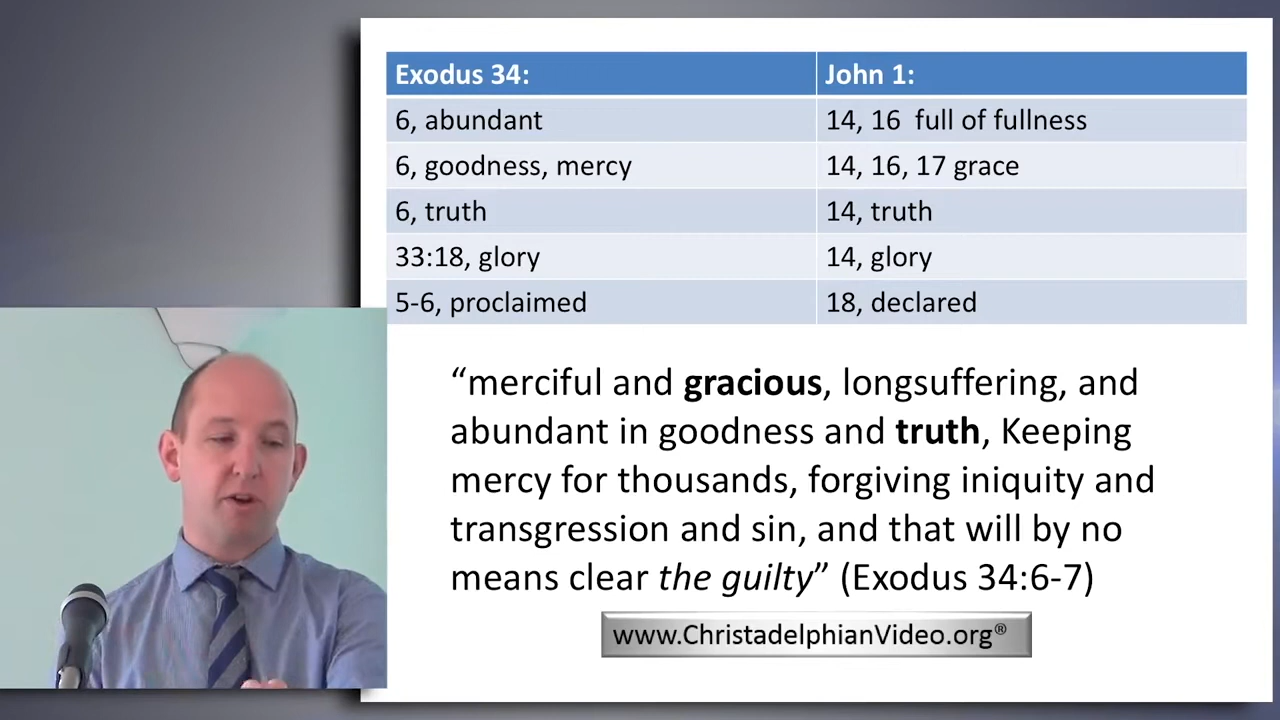 Exodus 34: John 1:
6, abundant 14, 16  full of fullness
6, goodness, mercy 14, 16, 17 grace
6, truth 14, truth
33:18, glory 14, glory
5-6, proclaimed 18, declared
“merciful and gracious, longsuffering, and
abundant in goodness and truth, Keeping
mercy for thousands, forgiving iniquity and
transgression and sin, and that will by no
means clear the guilty” (Exodus 34:6-7)
www.ChristadelphianVideo.org®